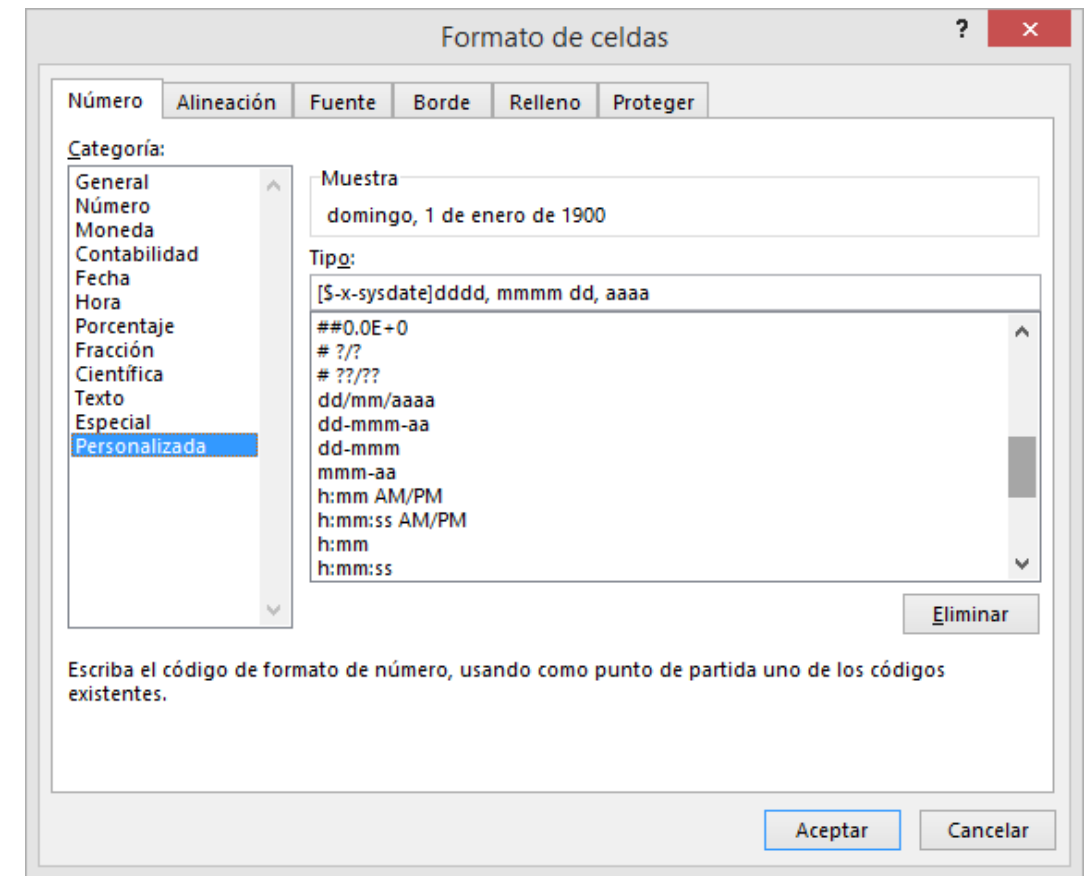 Formato de celdas
?
Número Alineación Fuente Borde Relleno Proteger
Categoría:
General
Número
Moneda
Contabilidad
Fecha
Hora
Porcentaje
Fracción
Científica
Texto
Especial
Personalizada
Muestra
domingo, 1 de enero de 1900
Tipo:
[$-x-sysdate]dddd, mmmm dd, aaaa
##0.0E+0
# ?/?
# ??/??
dd/mm/aaaa
dd-mmm-aa
dd-mmm
mmm-aa
h:mm AM/PM
h:mm:ss AM/PM
h:mm
h:mm:ss
Eliminar
Escriba el código de formato de número, usando como punto de partida uno de los códigos
existentes.
Aceptar Cancelar